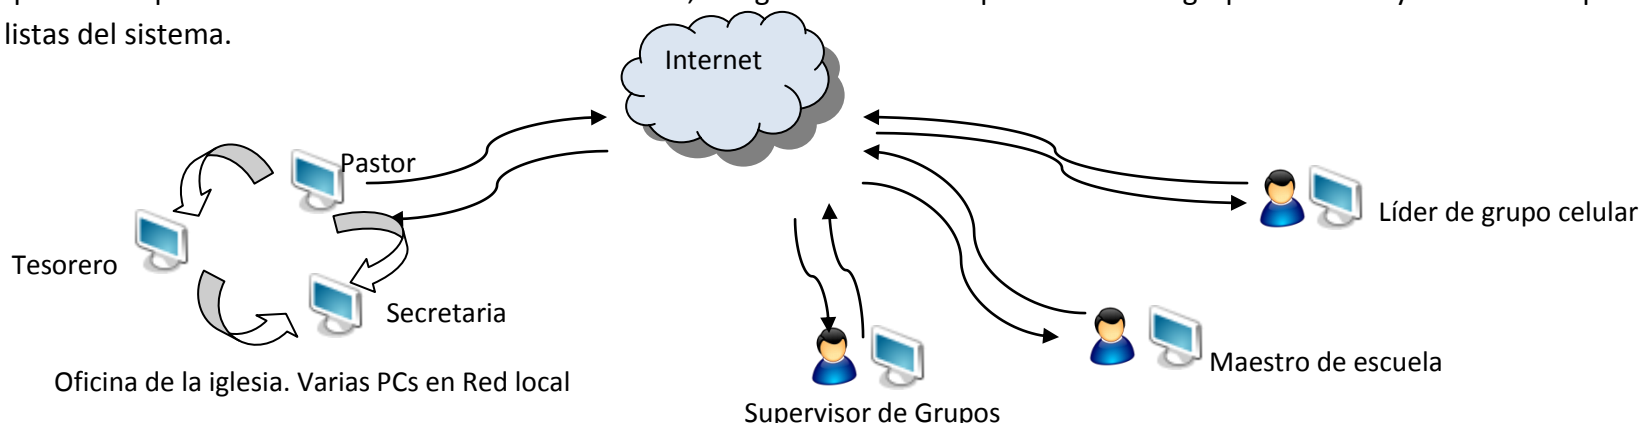 listas del sistema.
Internet
Pastor
Líder de grupo celular
Tesorero
Secretaria
Maestro de escuela
Oficina de la iglesia. Varias PCs en Red local
Supervisor de Grupos